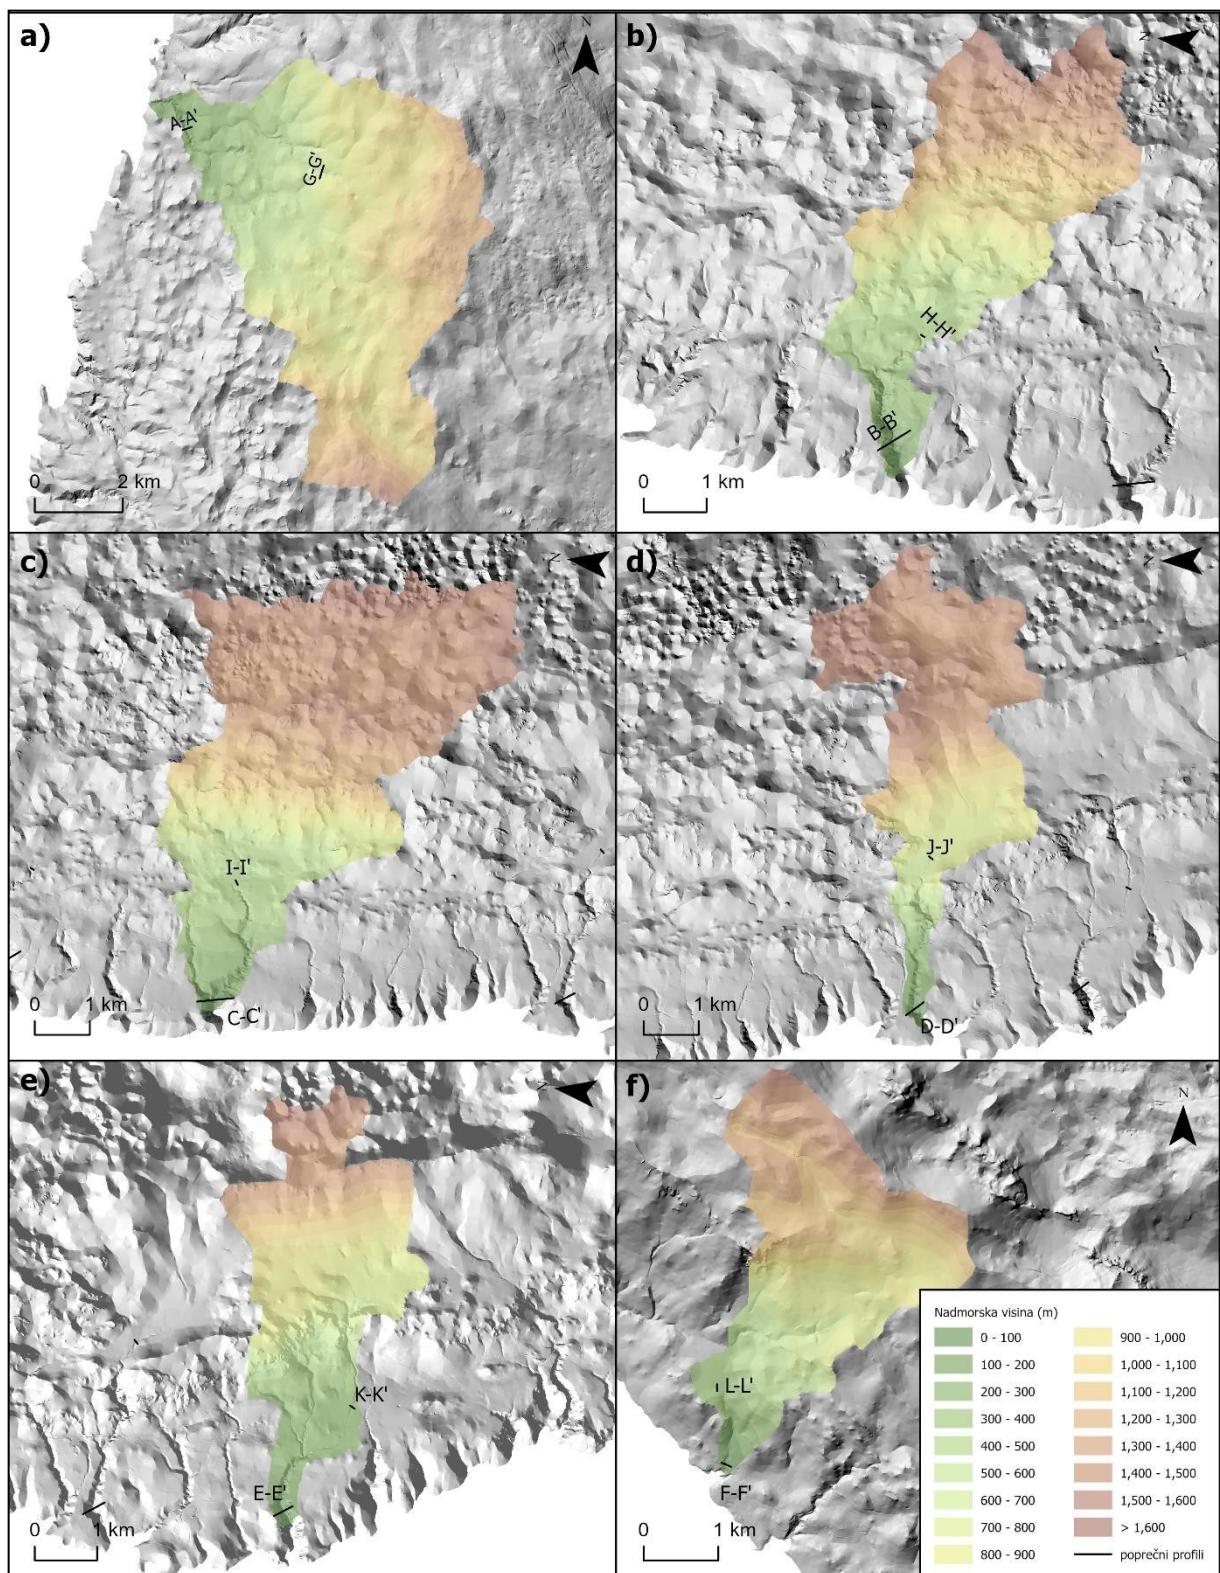 a)
N
A-A'
G-G'
0 2 km
b)
N
H-H'
B-B'
0 1 km
c)
N
I-I'
0 1 km
C-C'
d)
N
J-J'
0 1 km
D-D'
e)
N
K-K'
E-E'
0 1 km
f)
N
L-L'
F-F'
0 1 km
Nadmorska visina (m)
0 - 100
100 - 200
200 - 300
300 - 400
400 - 500
500 - 600
600 - 700
700 - 800
800 - 900
900 - 1,000
1,000 - 1,100
1,100 - 1,200
1,200 - 1,300
1,300 - 1,400
1,400 - 1,500
1,500 - 1,600
> 1,600
poprečni profili